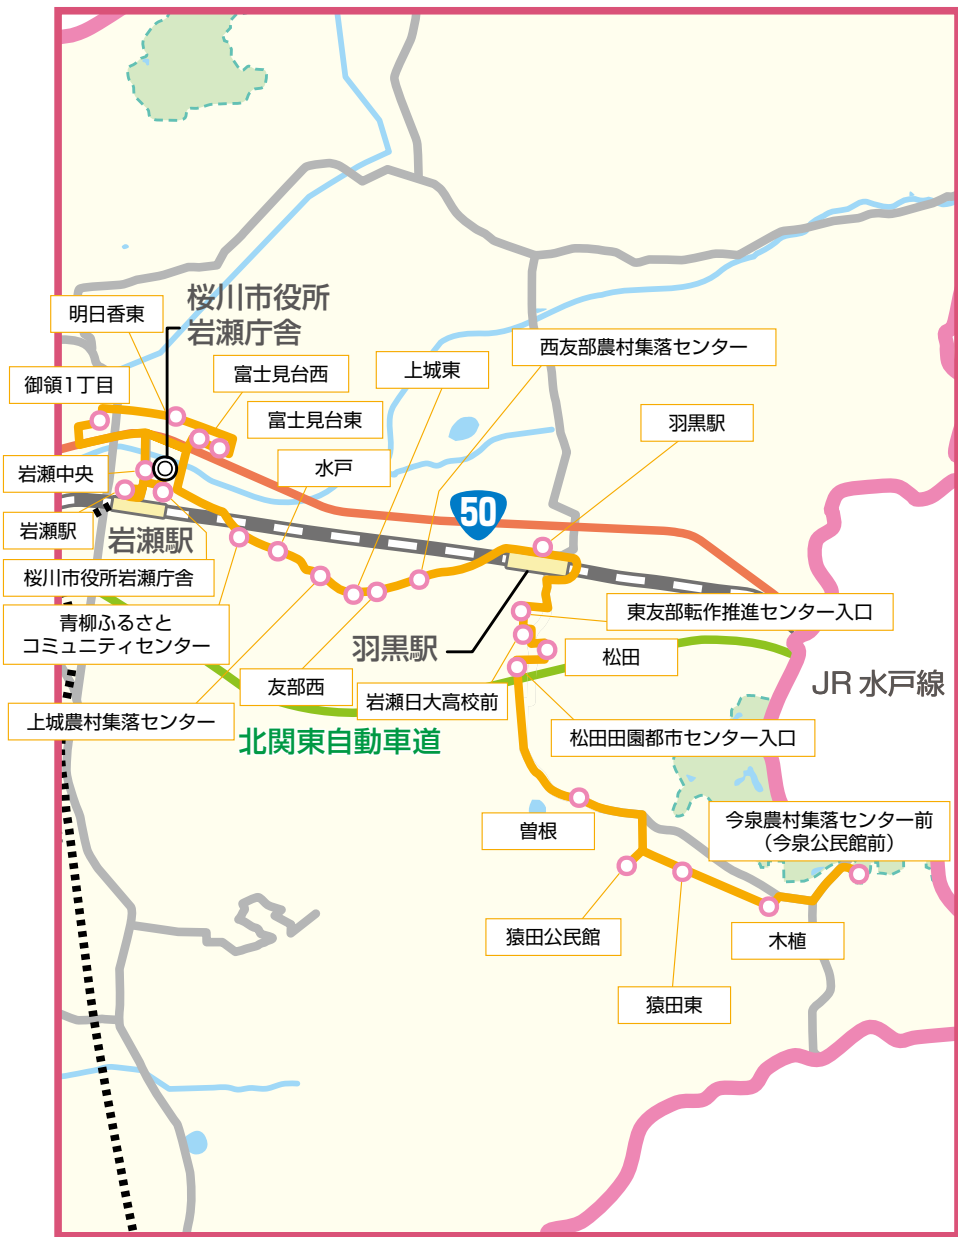 桜川市役所
岩瀬庁舎
明日香東
西友部農村集落センター
富士見台西
上城東
御領1丁目
富士見台東
羽黒駅
水戸
岩瀬中央
50
岩瀬駅
岩瀬駅
桜川市役所岩瀬庁舎
青柳ふるさと
コミュニティセンター
東友部転作推進センター入口
羽黒駅
松田
JR 水戸線
友部西
岩瀬日大高校前
上城農村集落センター
北関東自動車道
松田田園都市センター入口
曽根
今泉農村集落センター前
（今泉公民館前）
猿田公民館
木植
猿田東